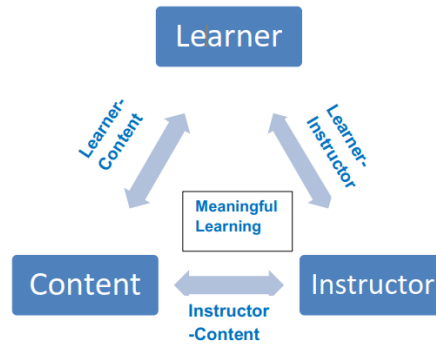 Learner
Learner-
Content
Learner-
Instructor
Meaningful
Learning
Content
Instructor
Instructor
-Content